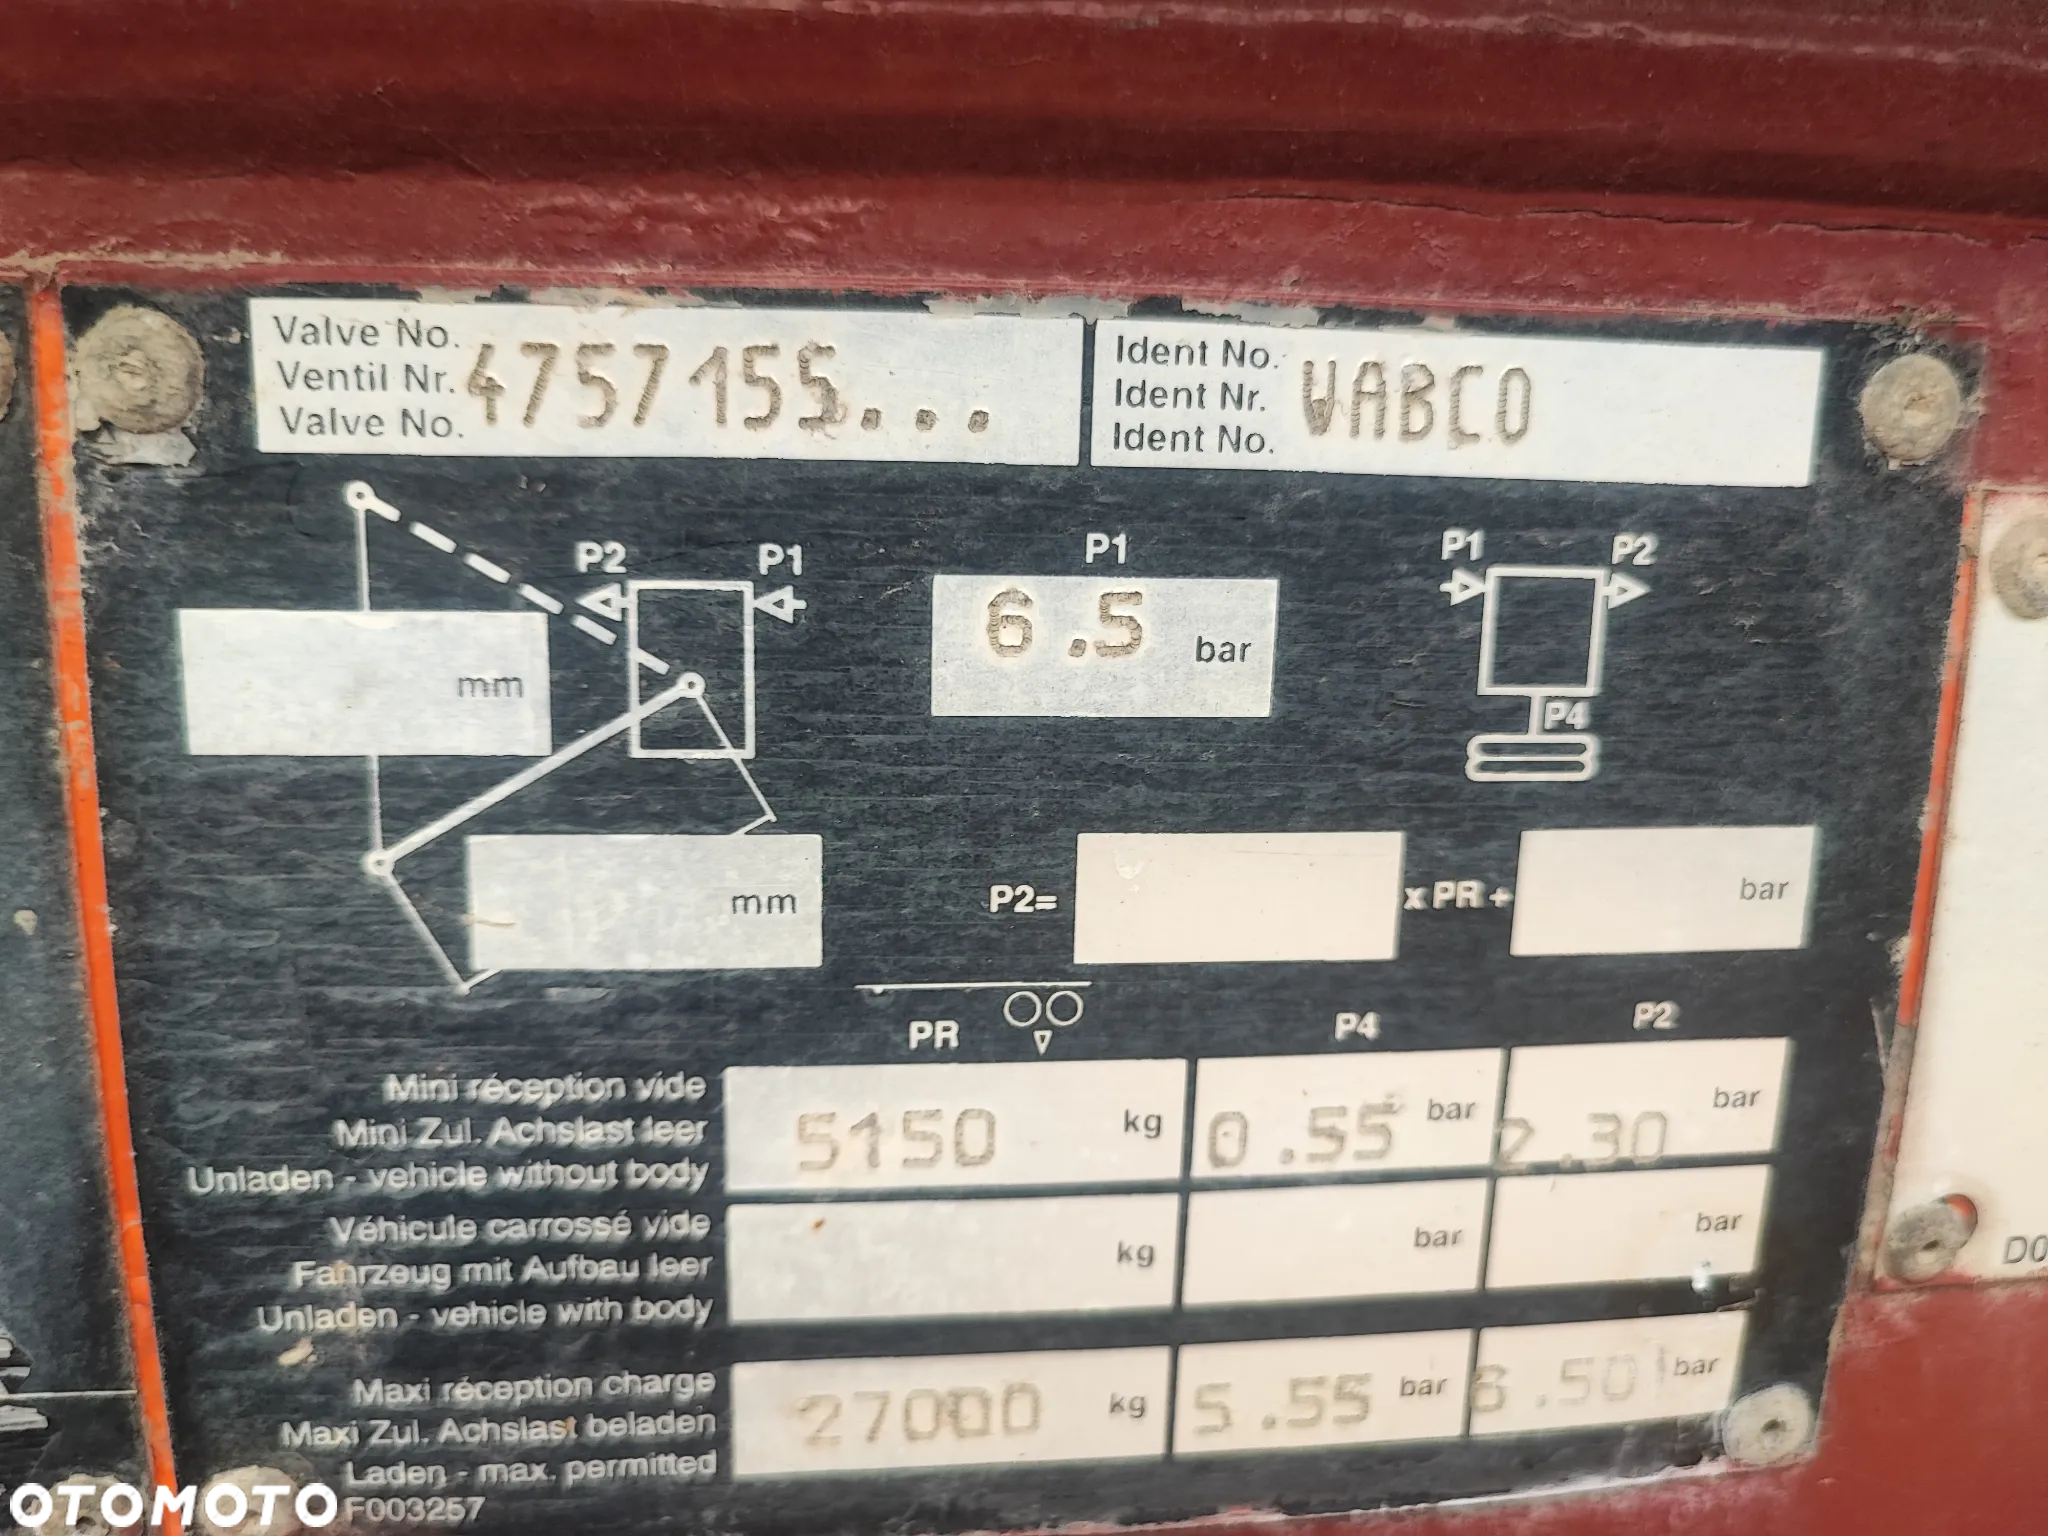 Valve No.
Ventil Nr. 4757155...
Valve No.
Ident No.
Ident Nr. WABCO
Ident No.
P2 P1
mm
mm
P1
6.5 bar
P1 P2
P4
P2= x PR + bar
PR P4 P2
Mini réception vide
Mini Zul. Achslast leer
Unladen - vehicle without body
5150 kg 0.55 bar 2.30 bar
Véhicule carrossé vide
Fahrzeug mit Aufbau leer
Unladen - vehicle with body
kg bar bar
Maxi réception charge
Maxi Zul. Achslast beladen
Laden - max. permitted
27000 kg 5.55 bar 6.50 bar
F003257
DO
OTOMOTO